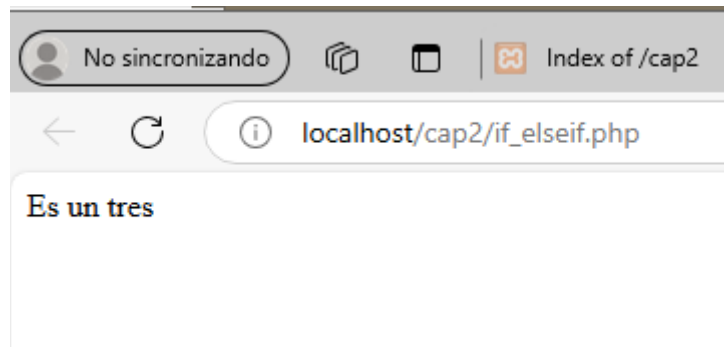 No sincronizando
Index of /cap2
localhost/cap2/if_elseif.php
Es un tres